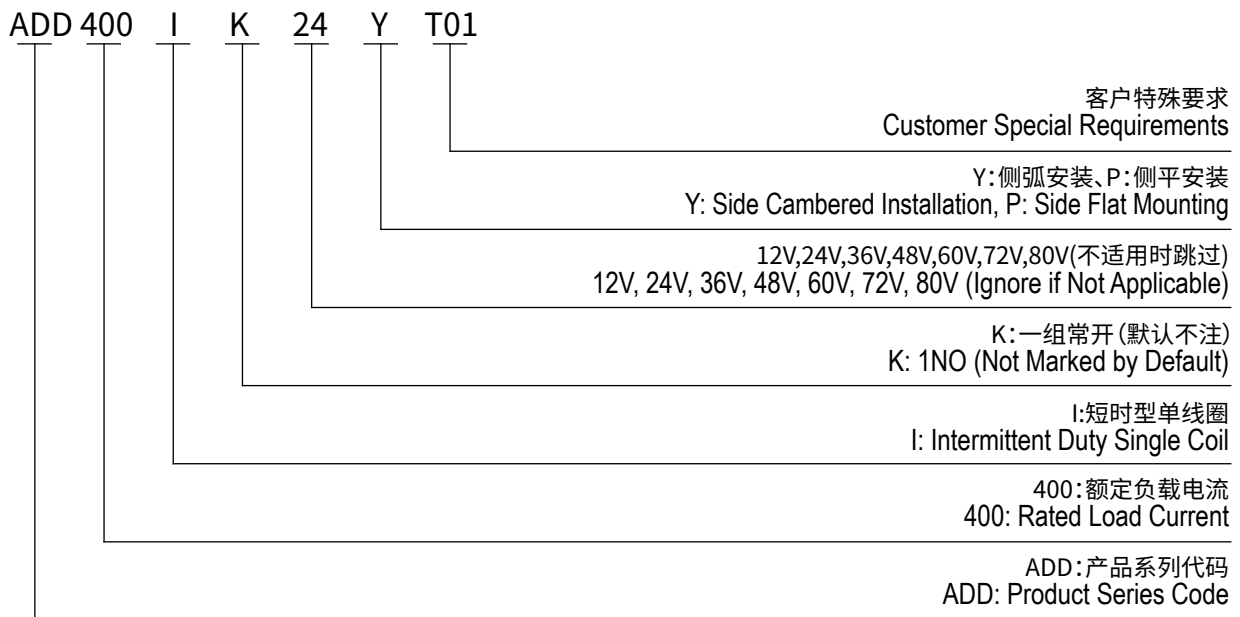 ADD 400 I K 24 Y T01
客户特殊要求
Customer Special Requirements
Y:侧弧安装、P:侧平安装
Y: Side Cambered Installation, P: Side Flat Mounting
12V,24V,36V,48V,60V,72V,80V(不适用时跳过)
12V, 24V, 36V, 48V, 60V, 72V, 80V (Ignore if Not Applicable)
K:一组常开(默认不注)
K: 1NO (Not Marked by Default)
I:短时型单线圈
I: Intermittent Duty Single Coil
400:额定负载电流
400: Rated Load Current
ADD:产品系列代码
ADD: Product Series Code